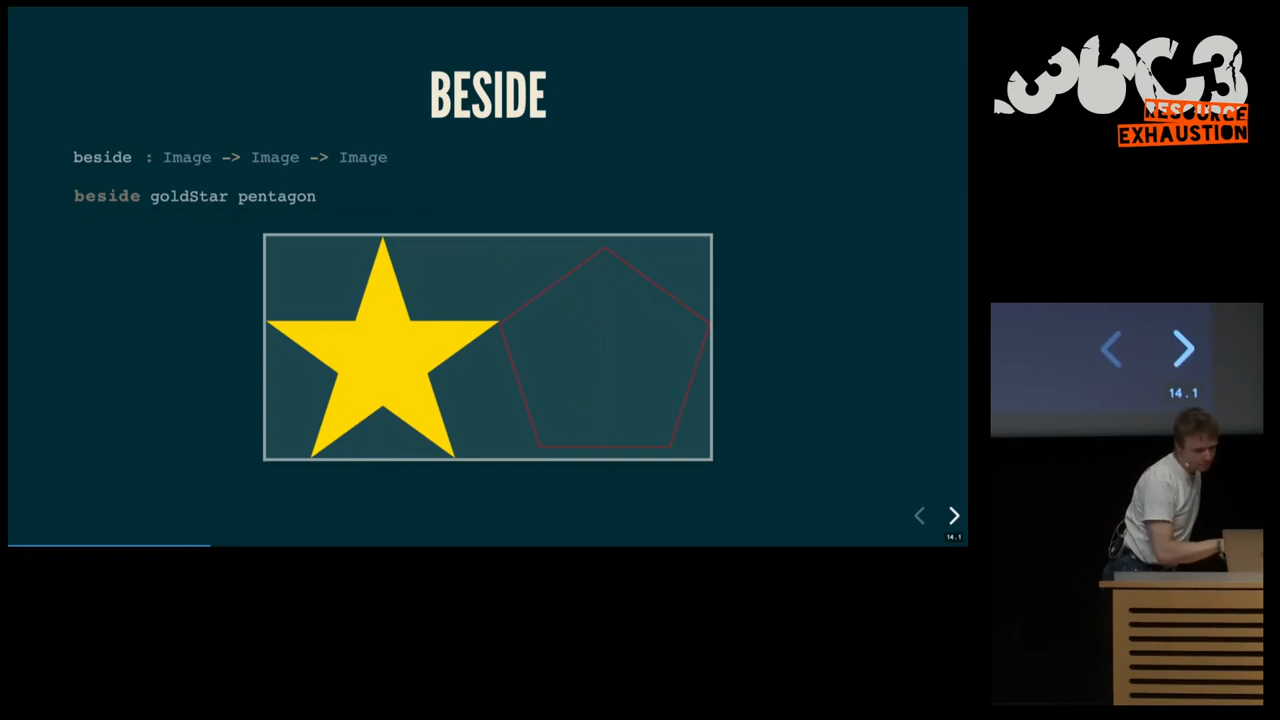 BESIDE
beside : Image -> Image -> Image
beside goldStar pentagon
14.1
36C3
RESOURCE
EXHAUSTION
14.1